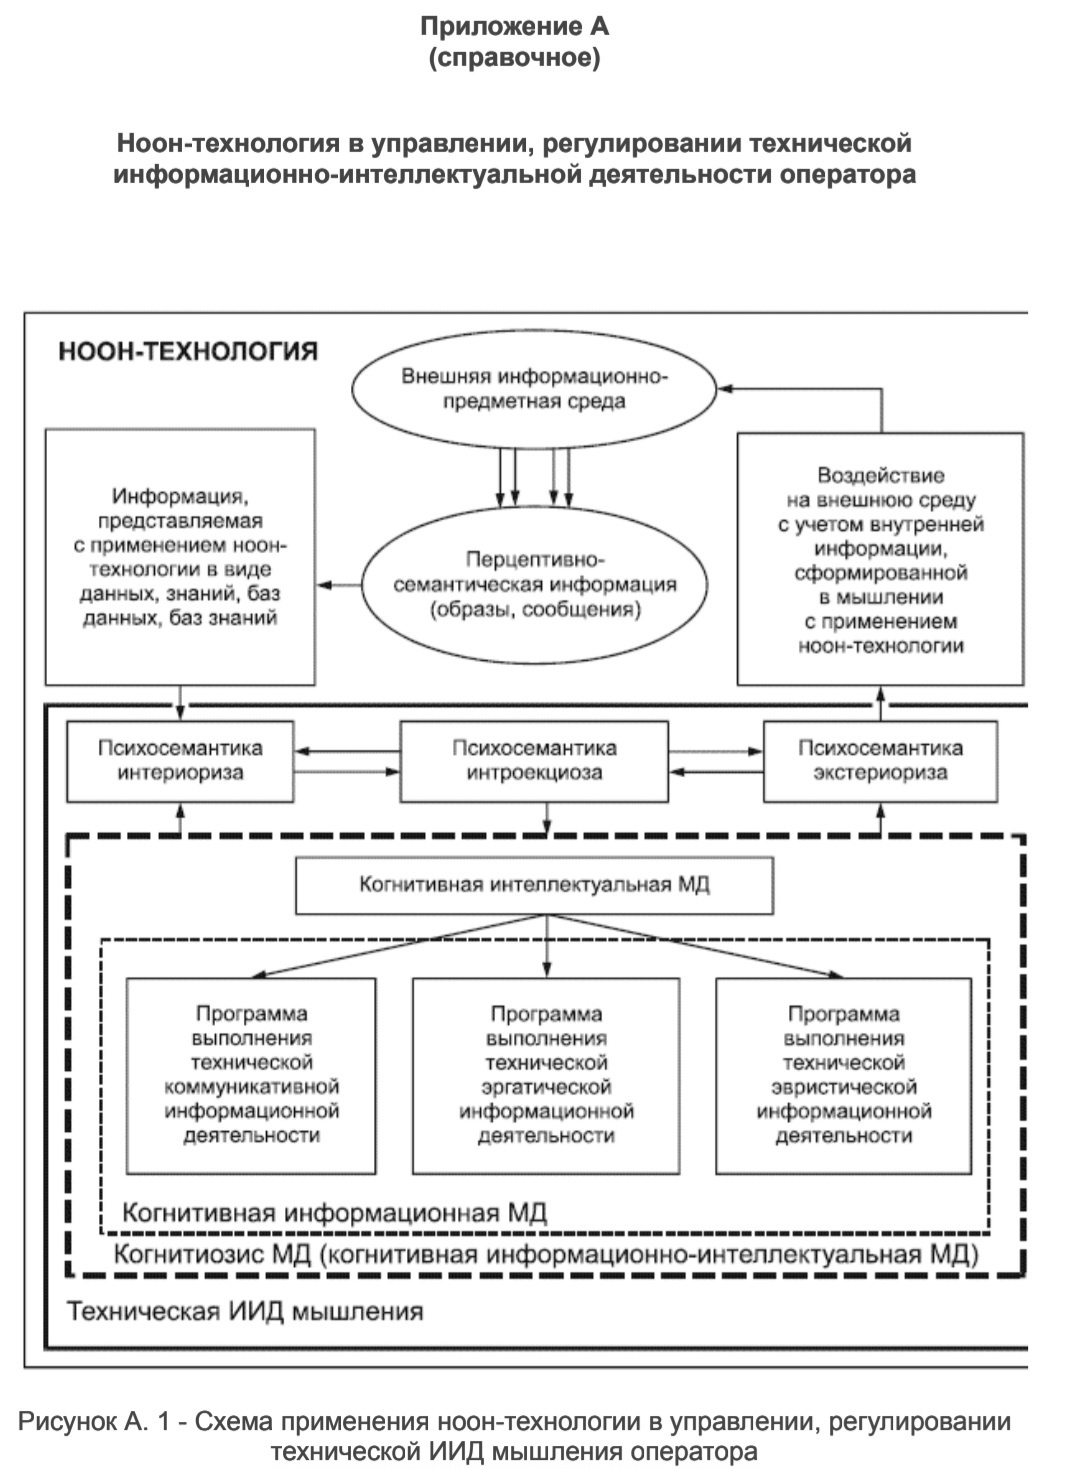 Приложение А
(справочное)
Ноон-технология в управлении, регулировании технической
информационно-интеллектуальной деятельности оператора
НООН-ТЕХНОЛОГИЯ
Внешняя информационно-
предметная среда
Информация,
представляемая
с применением ноон-
технологии в виде
данных, знаний, баз
данных, баз знаний
Перцептивно-
семантическая информация
(образы, сообщения)
Воздействие
на внешнюю среду
с учетом внутренней
информации,
сформированной
в мышлении
с применением
ноон-технологии
Психосемантика
интериориза
Психосемантика
интроекциоза
Психосемантика
экстериориза
Когнитивная интеллектуальная МД
Программа
выполнения
технической
коммуникативной
информационной
деятельности
Программа
выполнения
технической
эргатической
информационной
деятельности
Программа
выполнения
технической
эвристической
информационной
деятельности
Когнитивная информационная МД
Когнитиозис МД (когнитивная информационно-интеллектуальная МД)
Техническая ИИД мышления
Рисунок А. 1 - Схема применения ноон-технологии в управлении, регулировании
технической ИИД мышления оператора